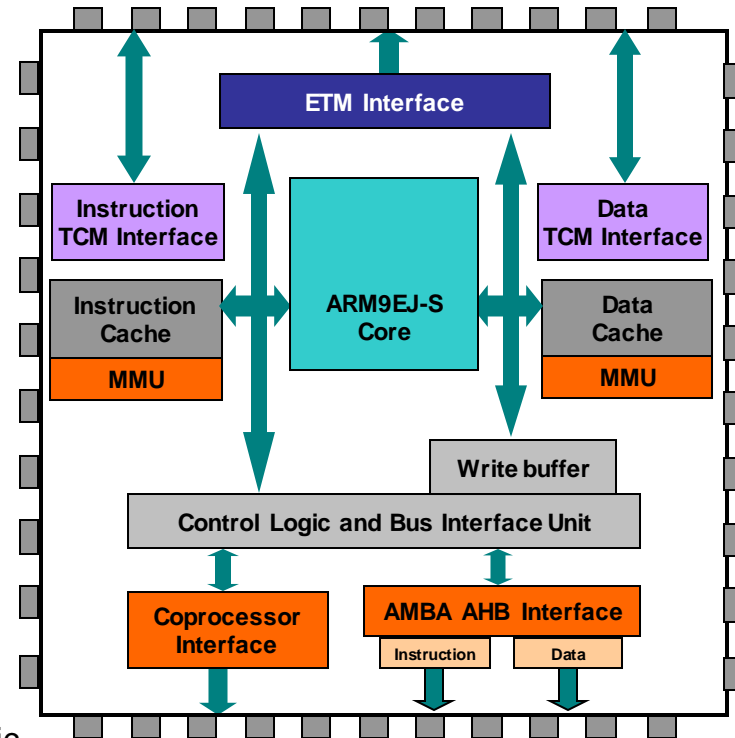 ETM Interface
Instruction
TCM Interface
Data
TCM Interface
ARM9EJ-S
Core
Instruction
Cache
MMU
Data
Cache
MMU
Write buffer
Control Logic and Bus Interface Unit
Coprocessor
Interface
AMBA AHB Interface
Instruction
Data